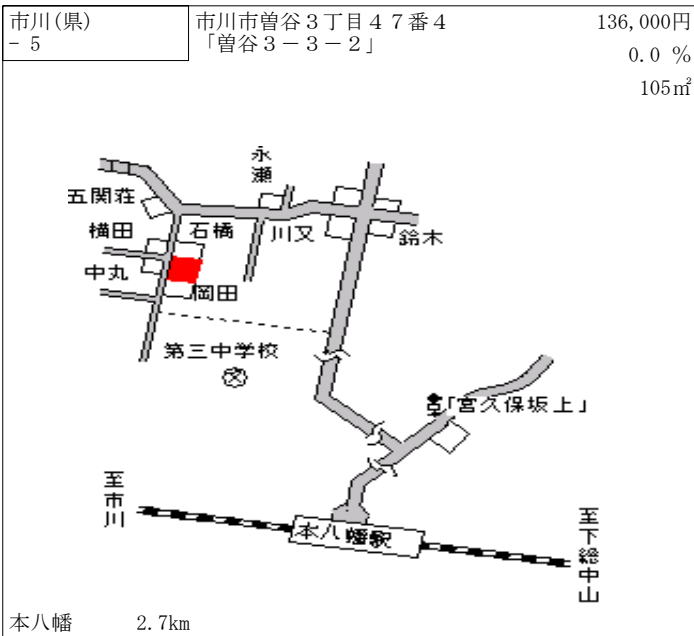 市川(県)
- 5
市川市曽谷３丁目４７番４
「曽谷３－３－２」
136,000円
0.0 %
105㎡
永瀬
五関荘
横田
石橋
川又
鈴木
中丸
岡田
第三中学校
「宮久保坂上」
至市川
本八幡駅
至下総中山
本八幡 2.7km